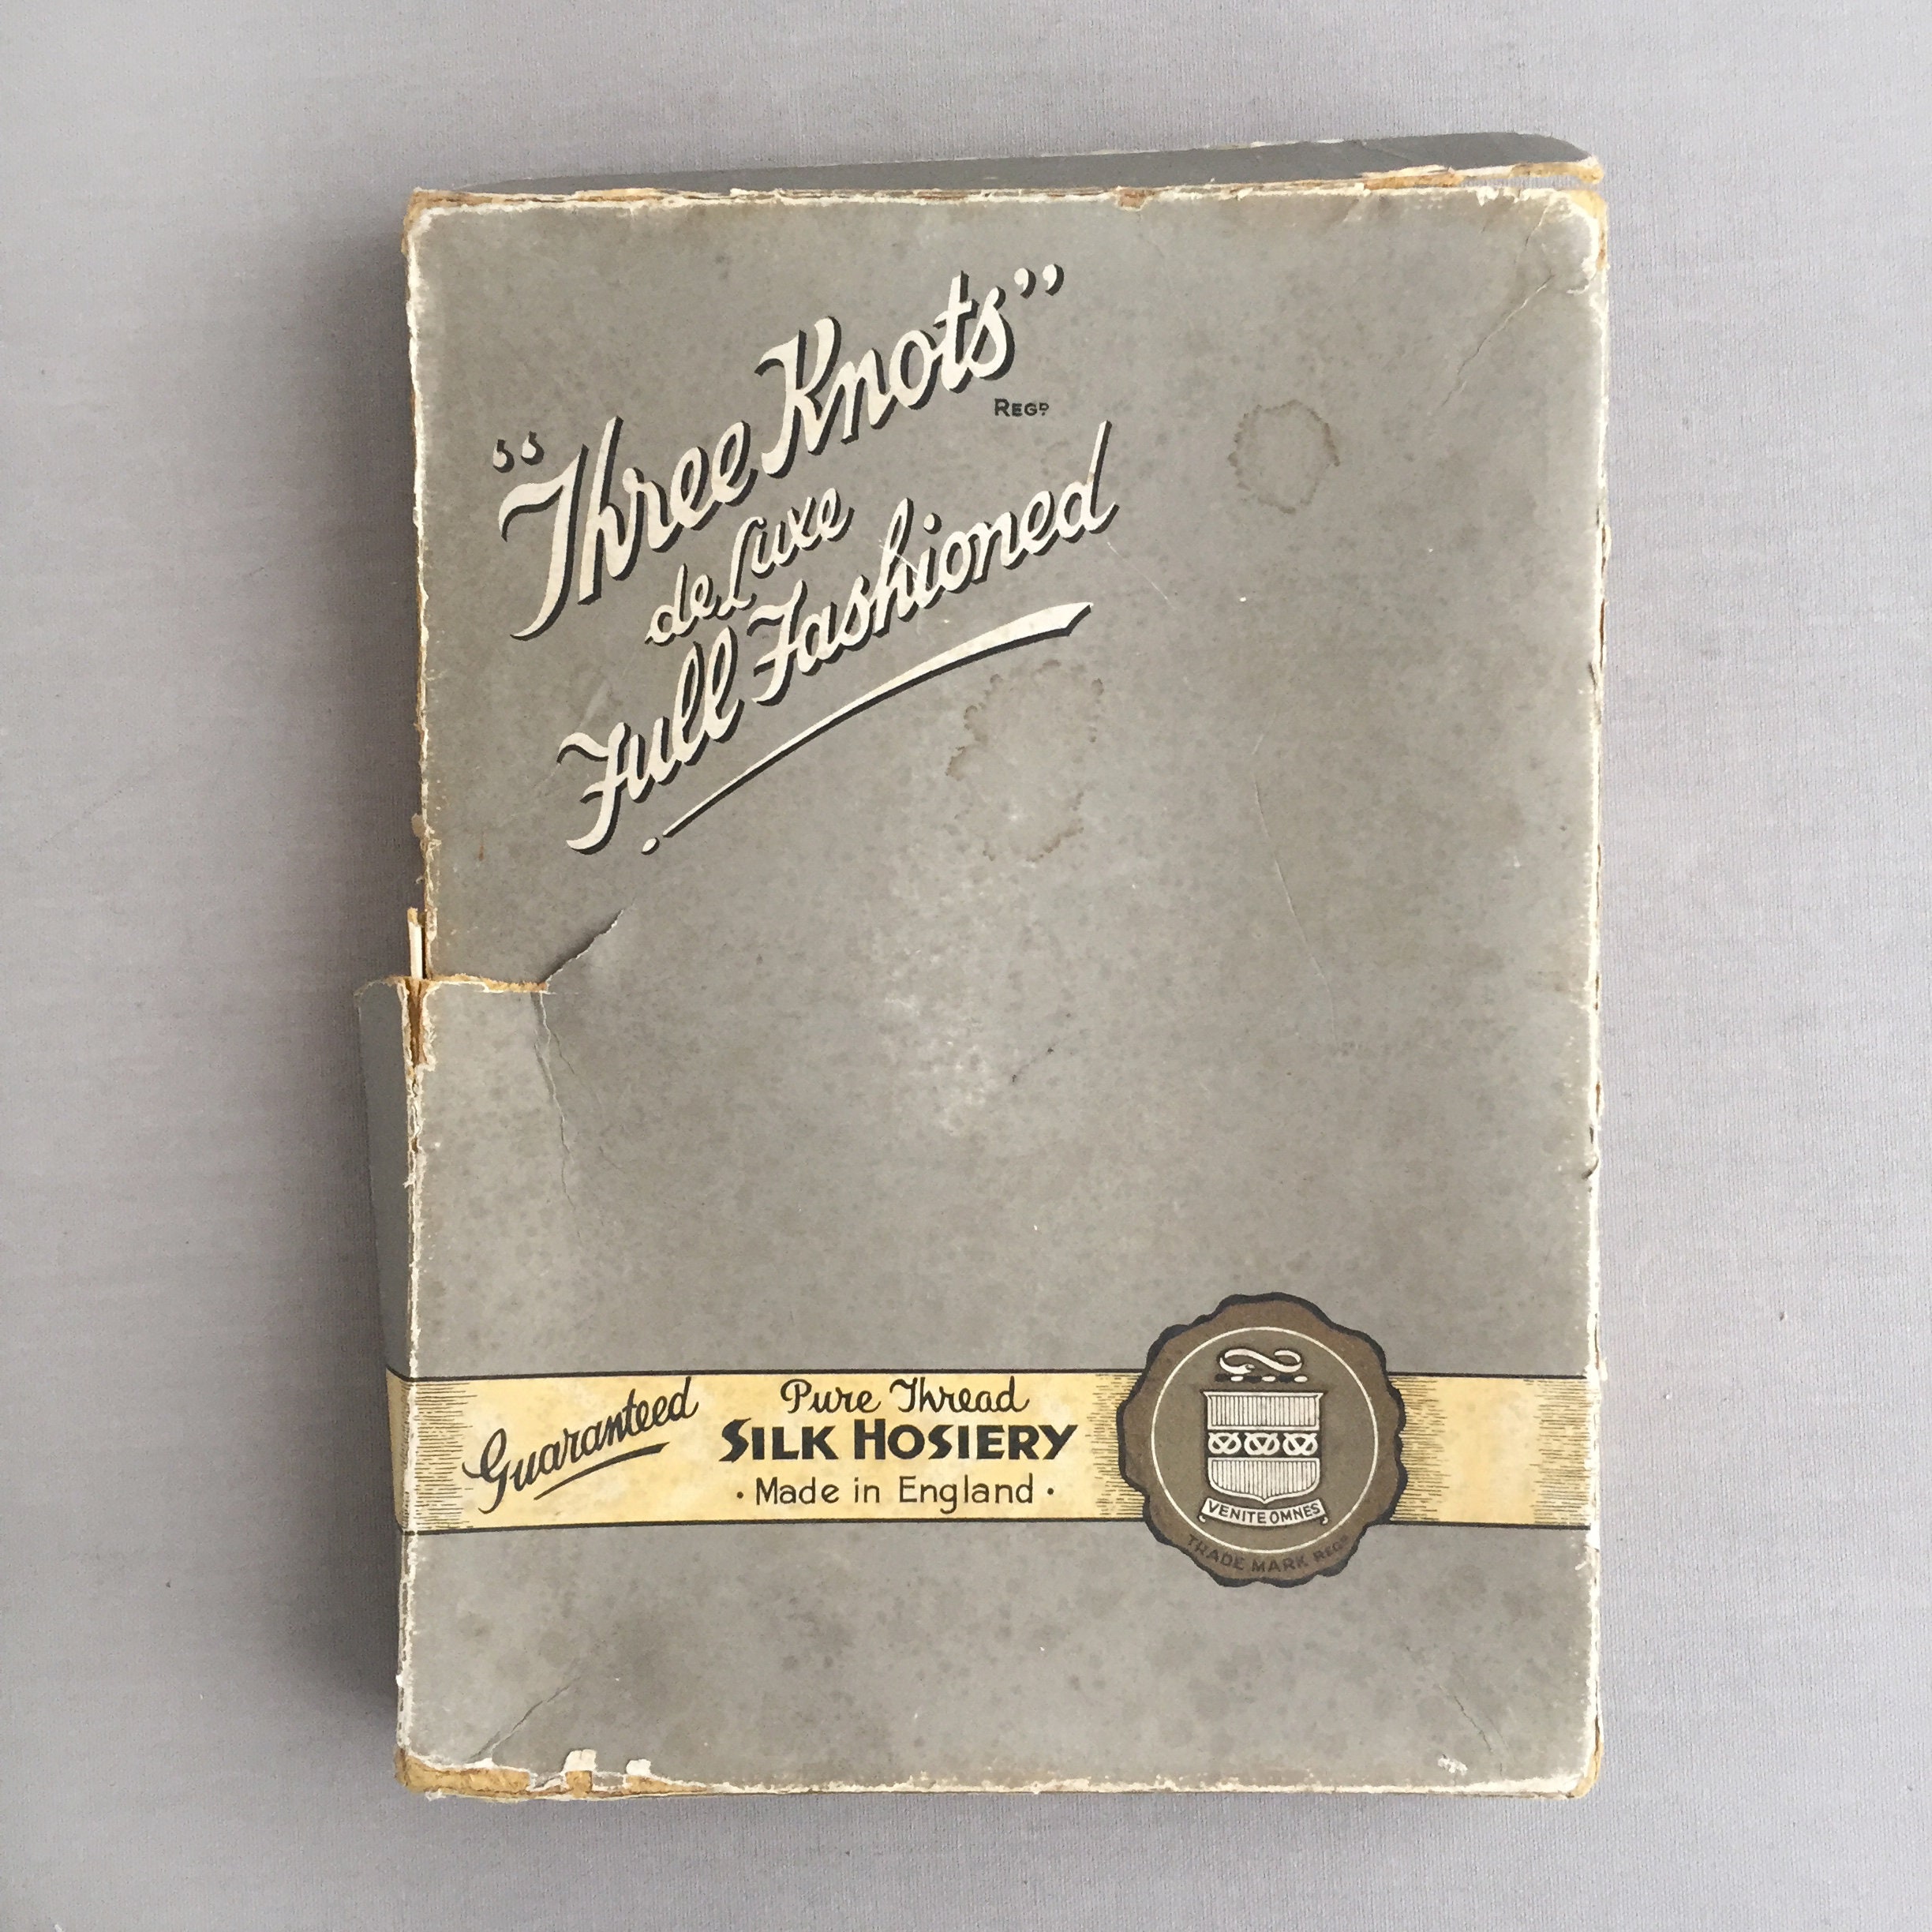 “Three Knots”
REGD
de Luxe
Full Fashioned
Guaranteed
Pure Thread
SILK HOSIERY
· Made in England ·
VENITE OMNES
TRADE MARK REGD